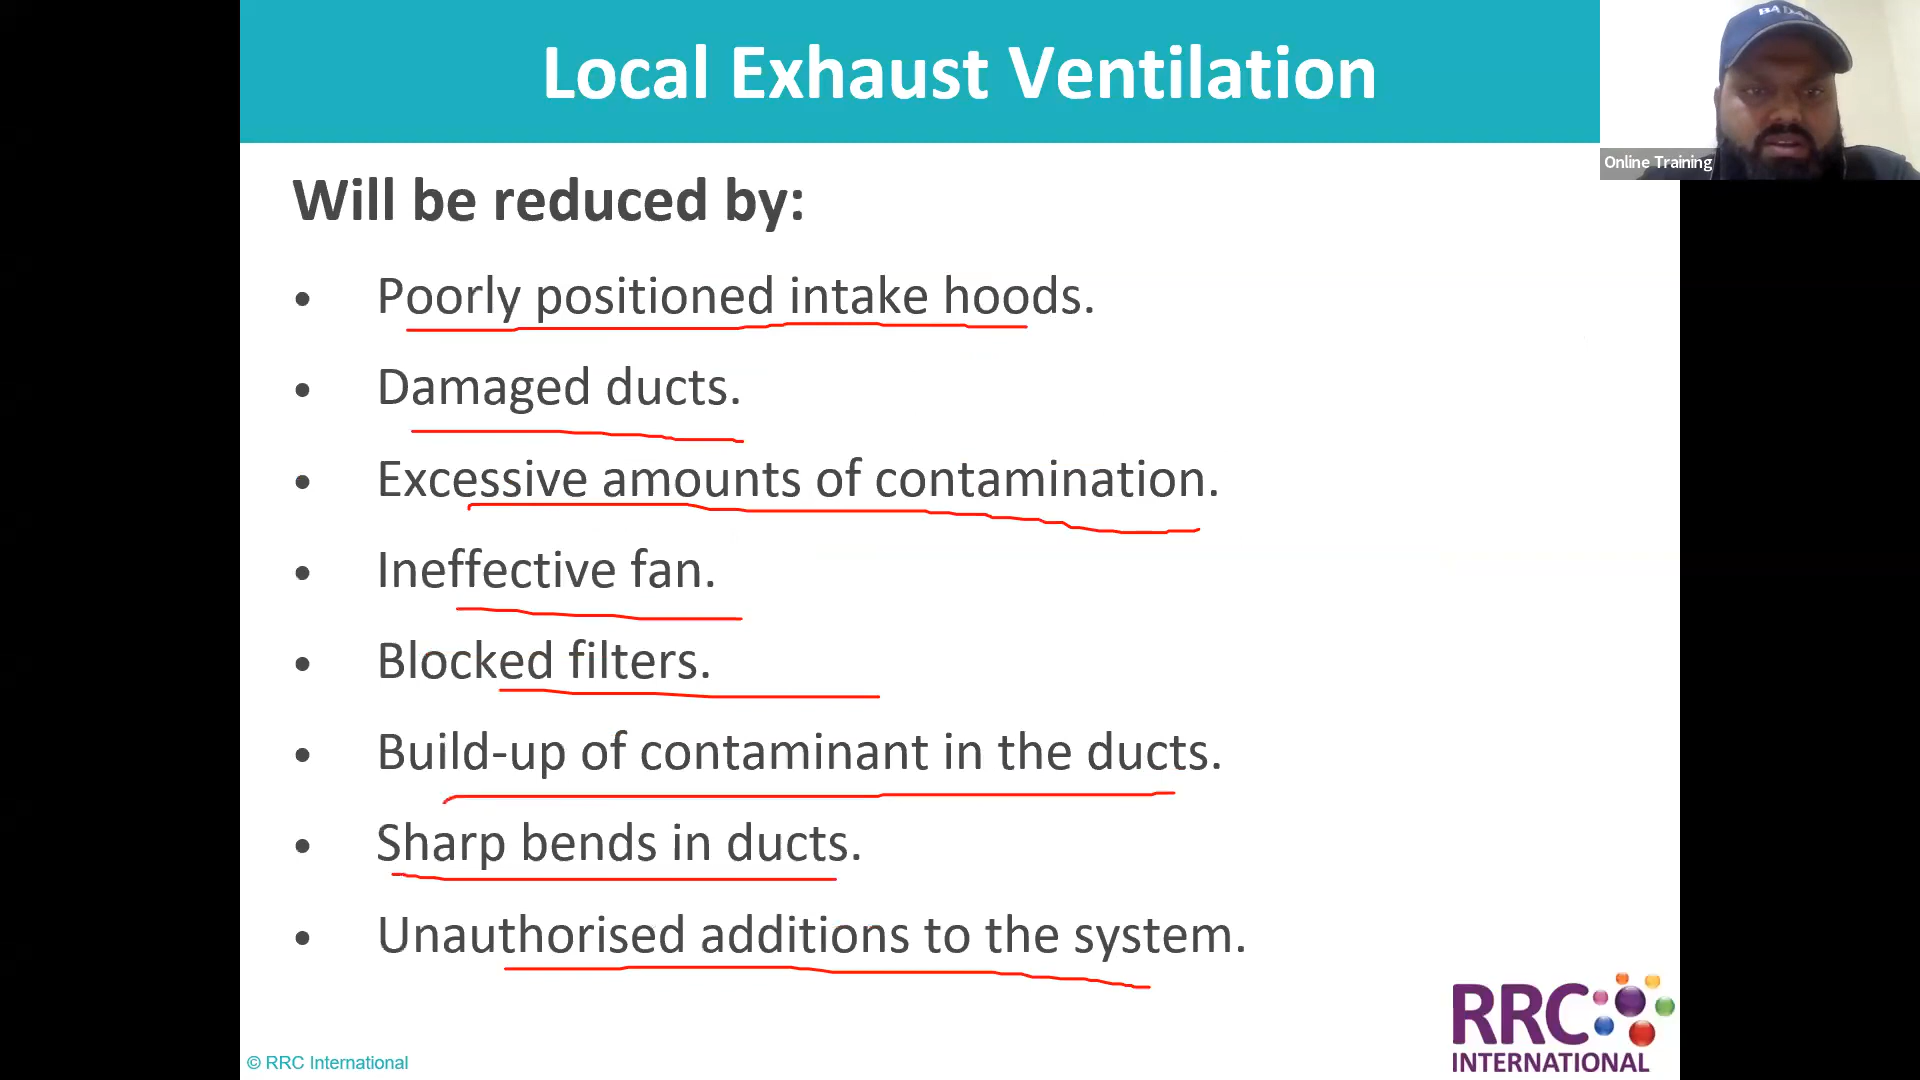 Local Exhaust Ventilation
Online Training
Will be reduced by:
• Poorly positioned intake hoods.
• Damaged ducts.
• Excessive amounts of contamination.
• Ineffective fan.
• Blocked filters.
• Build-up of contaminant in the ducts.
• Sharp bends in ducts.
• Unauthorised additions to the system.
RRC
INTERNATIONAL
© RRC International